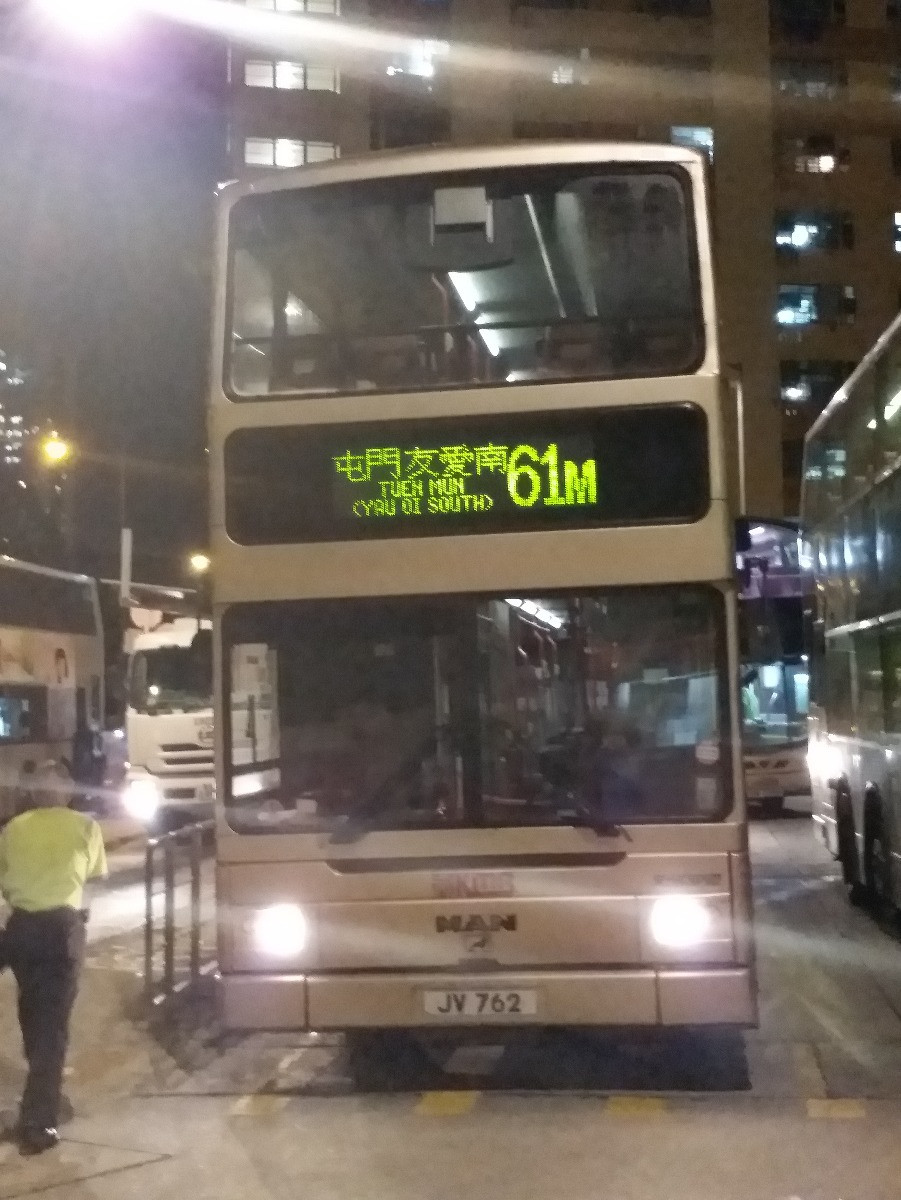 屯門友愛南 61M
TUEN MUN
(YAU OI SOUTH)
MAN
JV 762